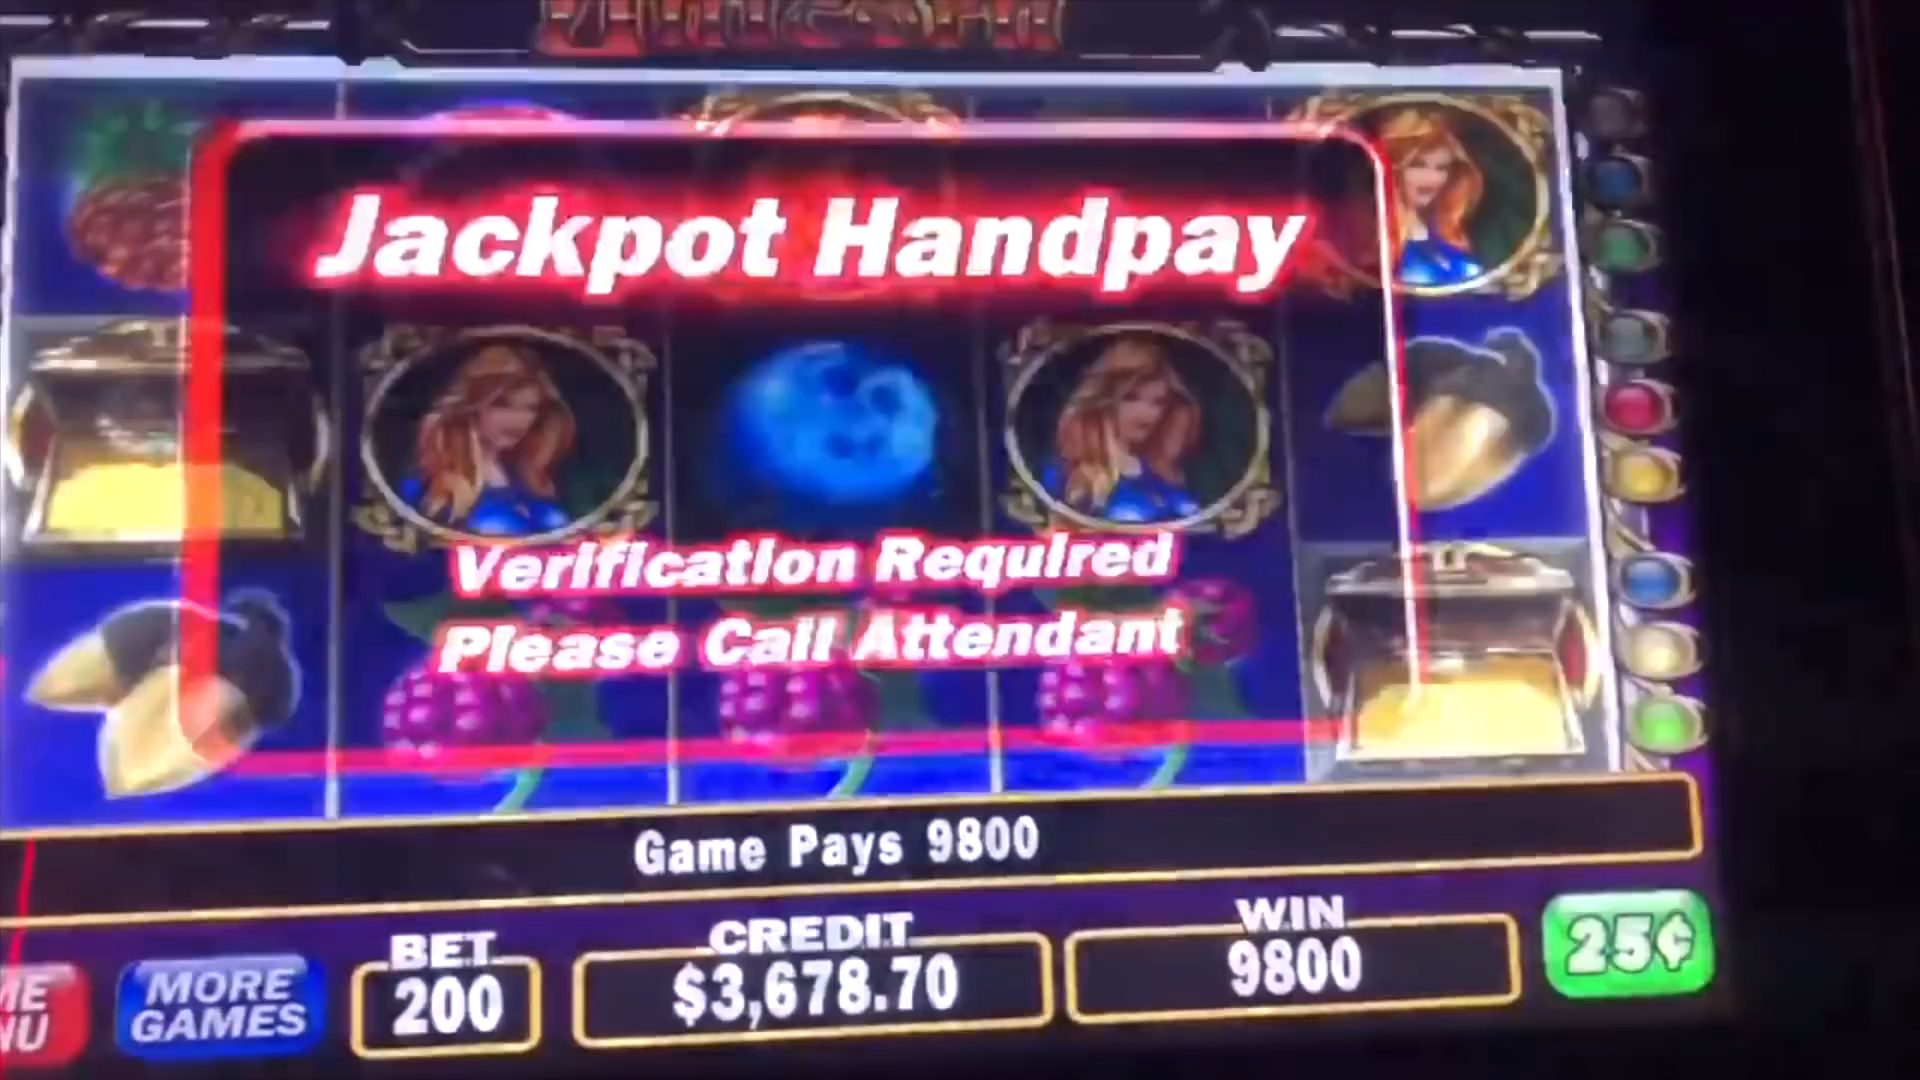 Jackpot Handpay
Verification Required
Please Call Attendant
Game Pays 9800
MORE
GAMES
BET
200
CREDIT
$3,678.70
WIN
9800
25¢